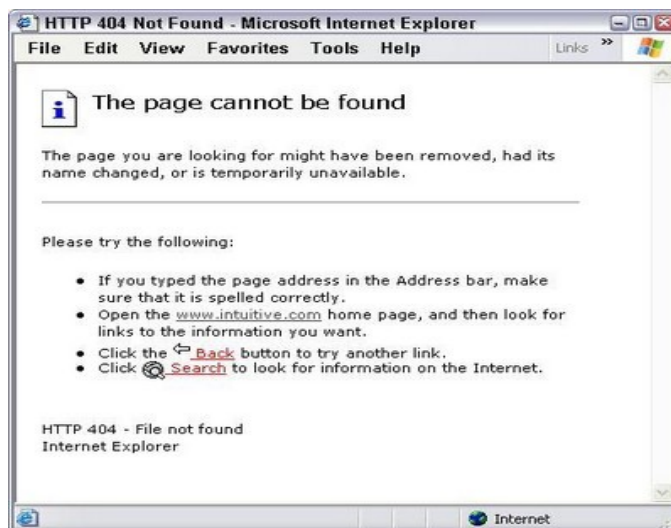 HTTP 404 Not Found - Microsoft Internet Explorer
File Edit View Favorites Tools Help Links »
The page cannot be found
The page you are looking for might have been removed, had its
name changed, or is temporarily unavailable.
Please try the following:
• If you typed the page address in the Address bar, make
sure that it is spelled correctly.
• Open the www.intuitive.com home page, and then look for
links to the information you want.
• Click the Back button to try another link.
• Click Search to look for information on the Internet.
HTTP 404 - File not found
Internet Explorer
Internet